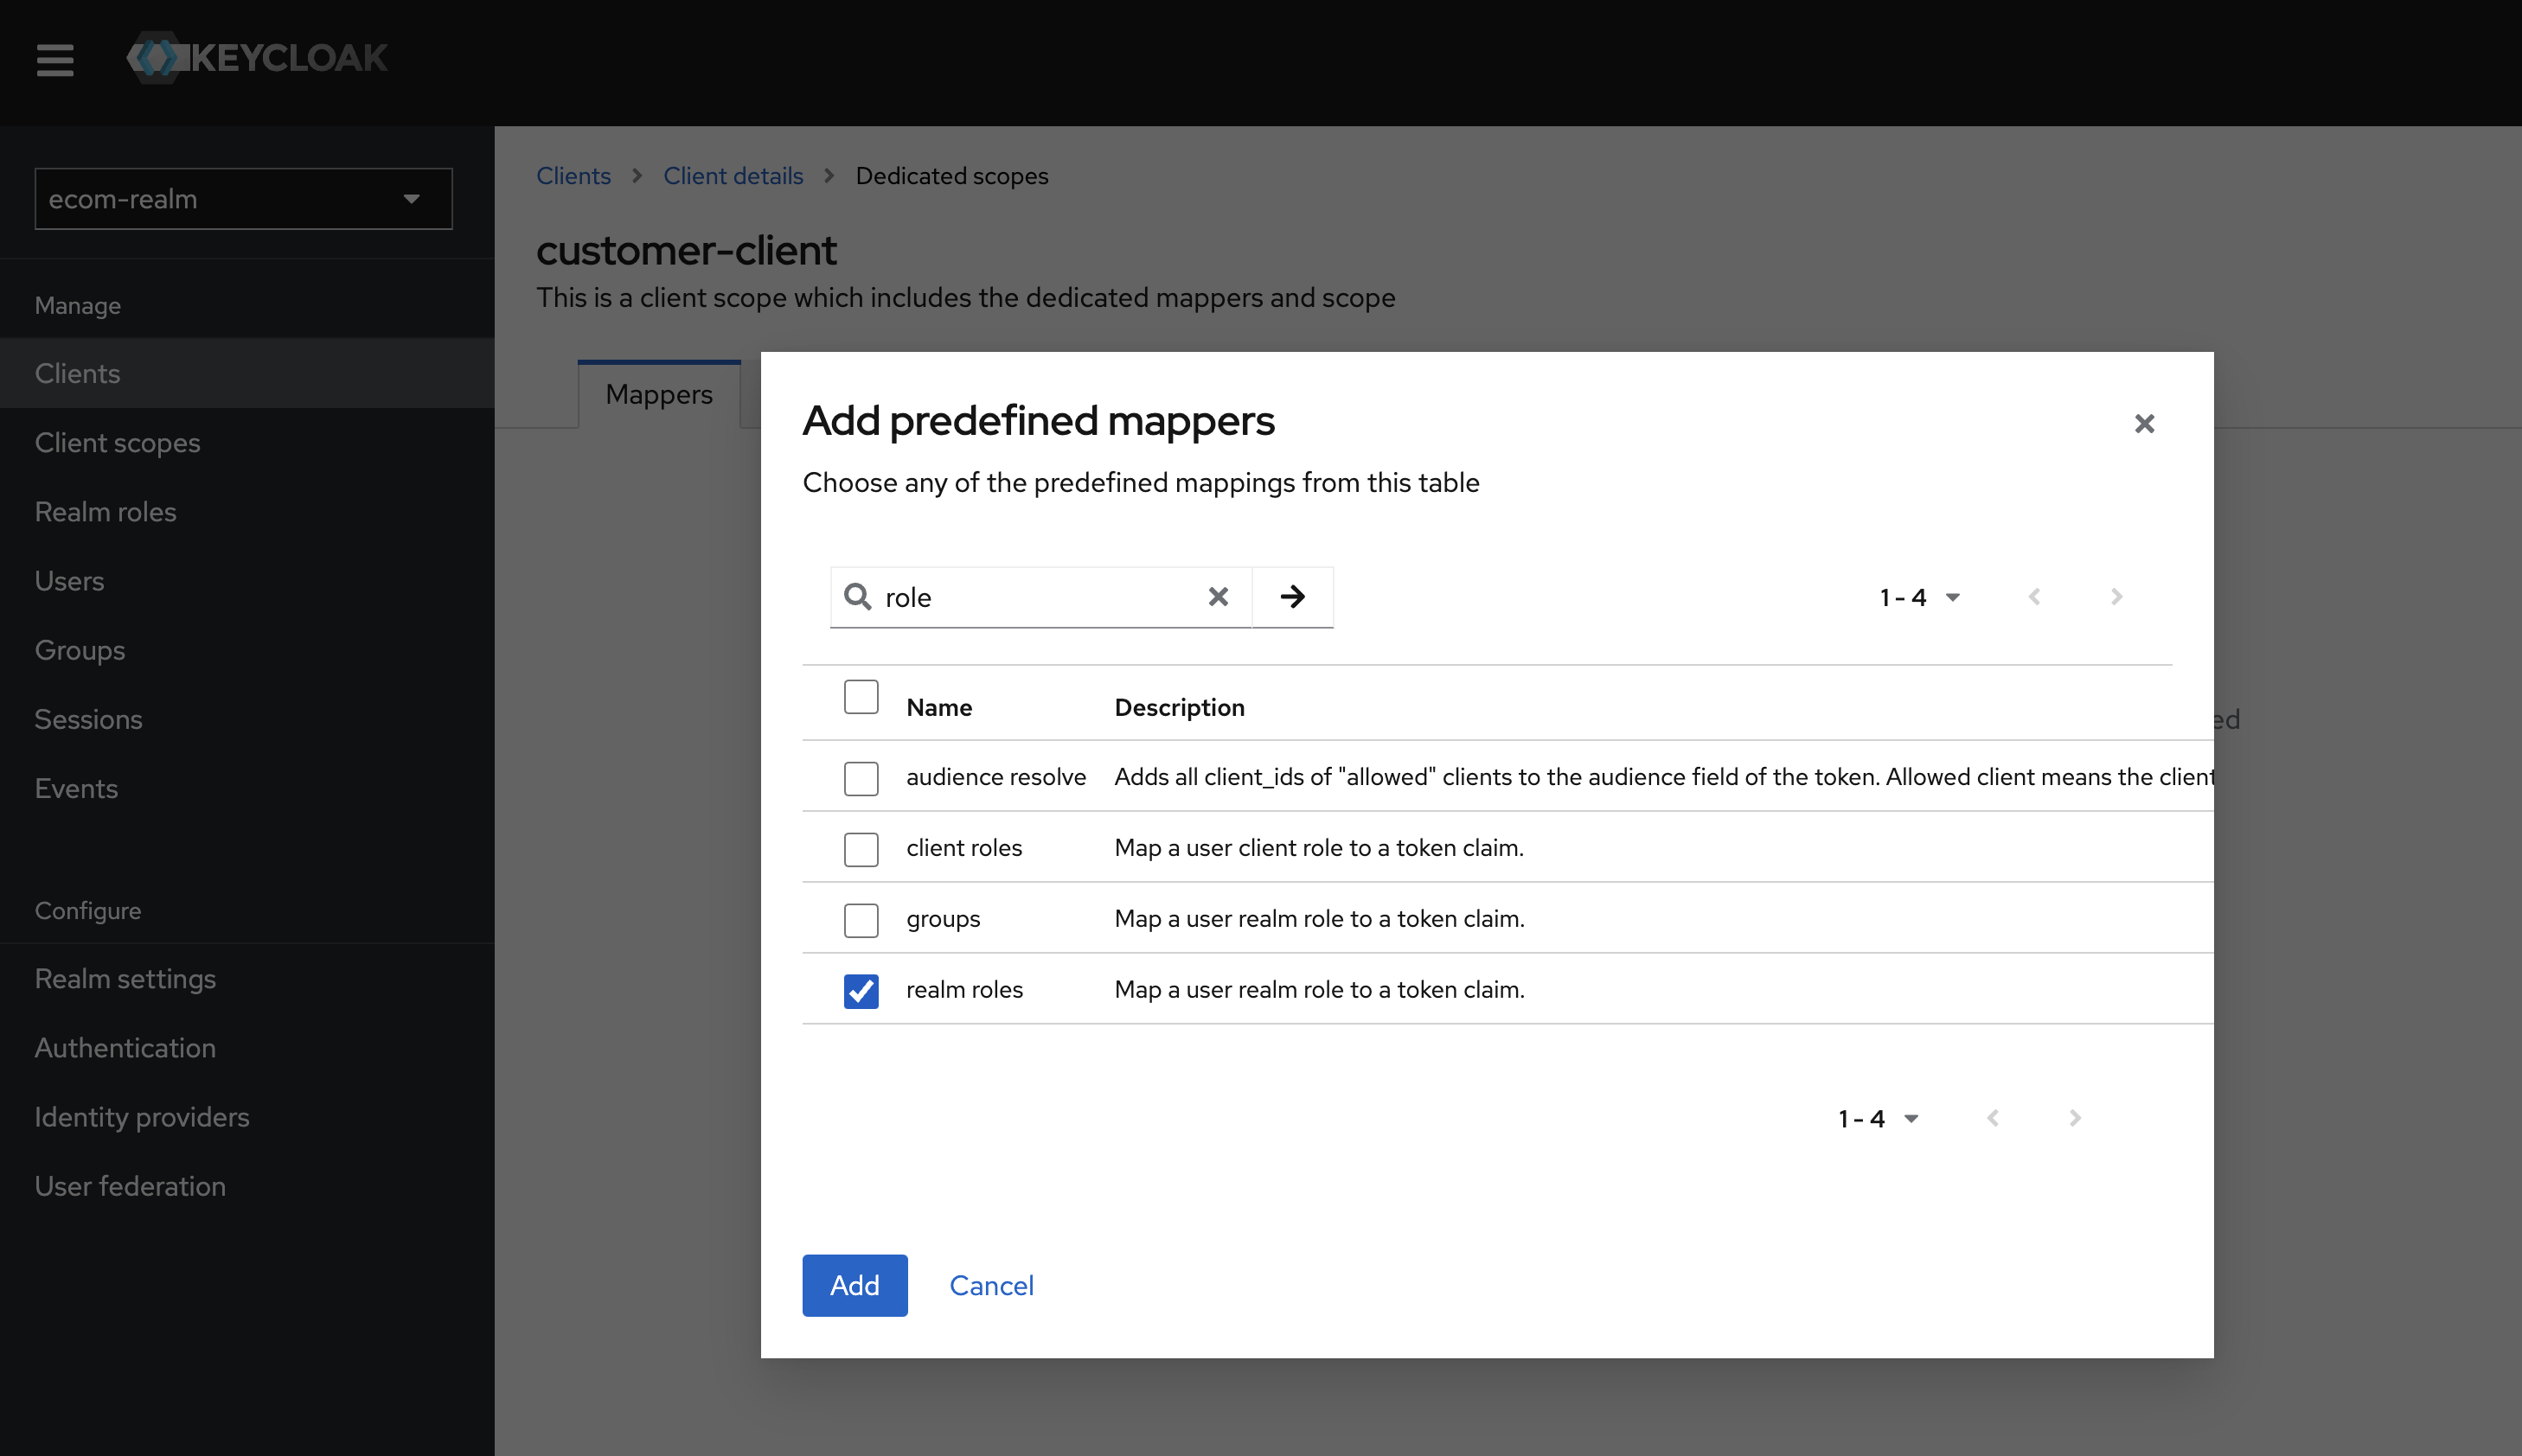 KEYCLOAK
ecom-realm
Manage
Clients
Client scopes
Realm roles
Users
Groups
Sessions
Events
Configure
Realm settings
Authentication
Identity providers
User federation
Clients > Client details > Dedicated scopes
customer-client
This is a client scope which includes the dedicated mappers and scope
Mappers
Add predefined mappers
Choose any of the predefined mappings from this table
role
1 - 4
Name Description
audience resolve Adds all client_ids of "allowed" clients to the audience field of the token. Allowed client means the client
client roles Map a user client role to a token claim.
groups Map a user realm role to a token claim.
realm roles Map a user realm role to a token claim.
1 - 4
Add Cancel